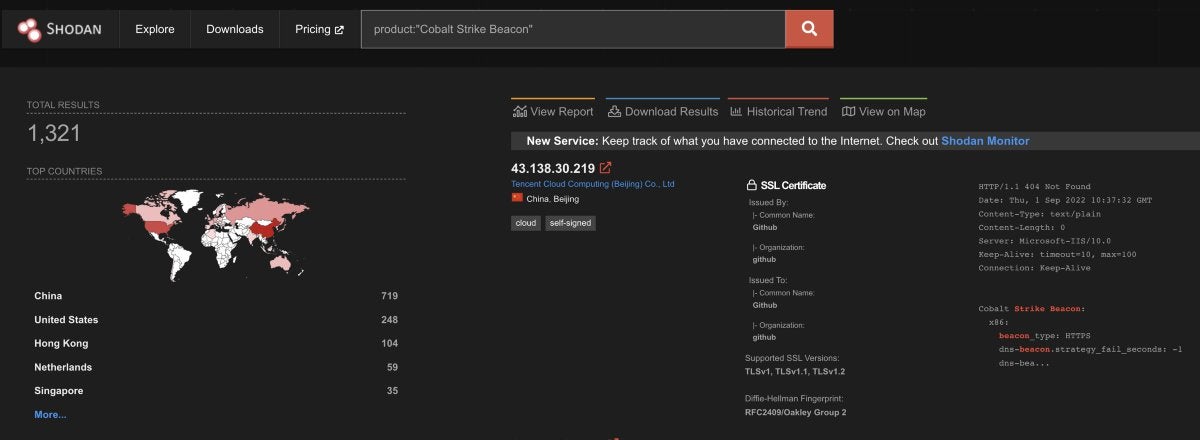 SHODAN
Explore
Downloads
Pricing
product:"Cobalt Strike Beacon"
TOTAL RESULTS
1,321
TOP COUNTRIES
China 719
United States 248
Hong Kong 104
Netherlands 59
Singapore 35
More...
View Report
Download Results
Historical Trend
View on Map
New Service: Keep track of what you have connected to the Internet. Check out Shodan Monitor
43.138.30.219
Tencent Cloud Computing (Beijing) Co., Ltd
China, Beijing
cloud
self-signed
SSL Certificate
Issued By:
|- Common Name:
Github
|- Organization:
github
Issued To:
|- Common Name:
Github
|- Organization:
github
Supported SSL Versions:
TLSv1, TLSv1.1, TLSv1.2
Diffie-Hellman Fingerprint:
RFC2409/Oakley Group 2
HTTP/1.1 404 Not Found
Date: Thu, 1 Sep 2022 10:37:32 GMT
Content-Type: text/plain
Content-Length: 0
Server: Microsoft-IIS/10.0
Keep-Alive: timeout=10, max=100
Connection: Keep-Alive
Cobalt Strike Beacon:
x86:
beacon_type: HTTPS
dns-beacon.strategy_fail_seconds: -1
dns-bea...